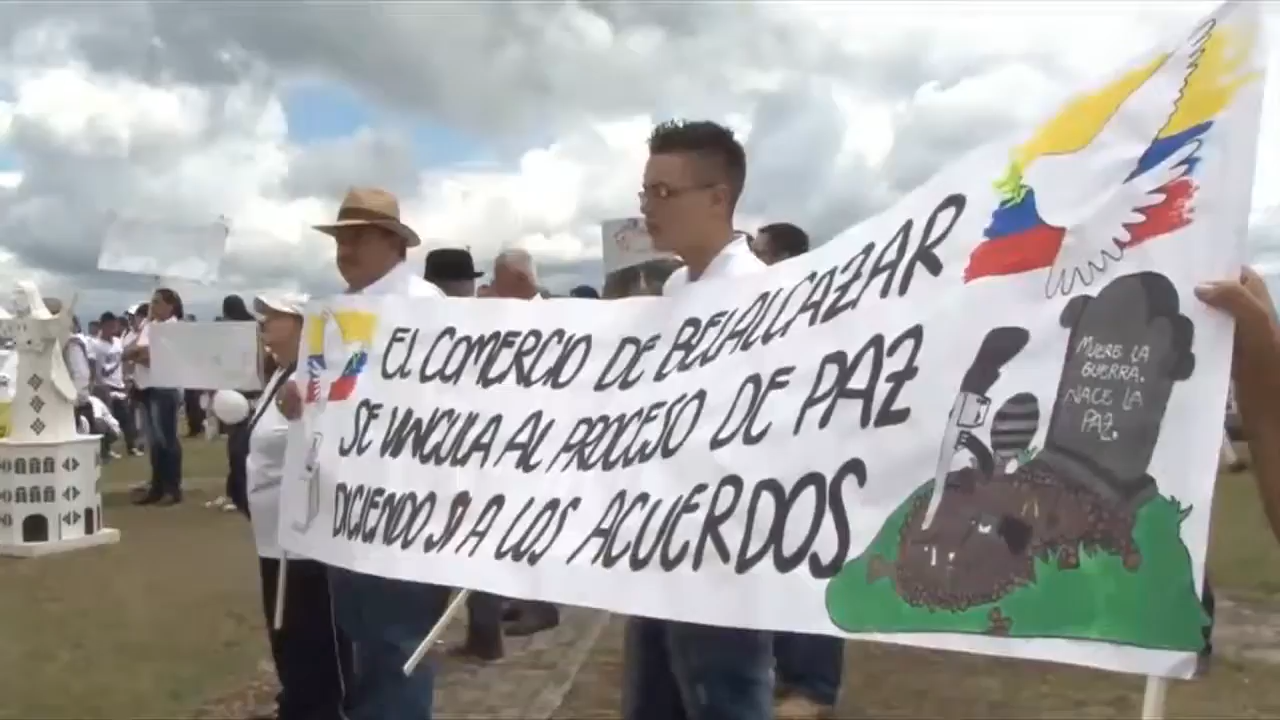 EL COMERCIO DE BELALCAZAR
SE VINCULA AL PROCESO DE PAZ
DICIENDO SI A LOS ACUERDOS
MUERE LA
GUERRA.
NACE LA
PAZ.